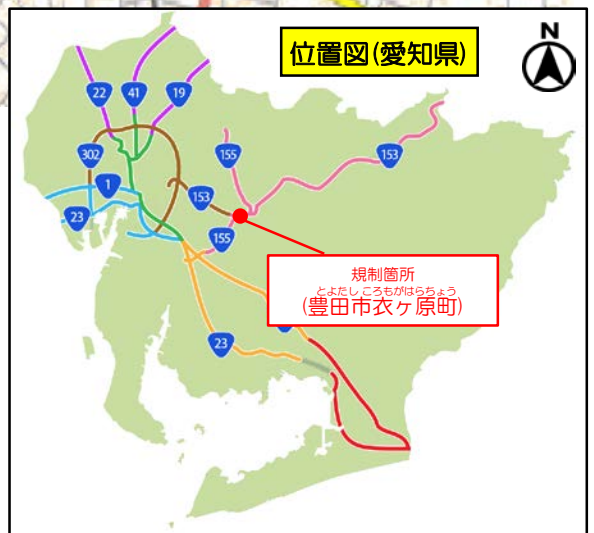 位置図(愛知県)
N
22
41
19
302
155
153
1
153
23
155
規制箇所
とよだし ころもがはらちょう
(豊田市衣ヶ原町)
23